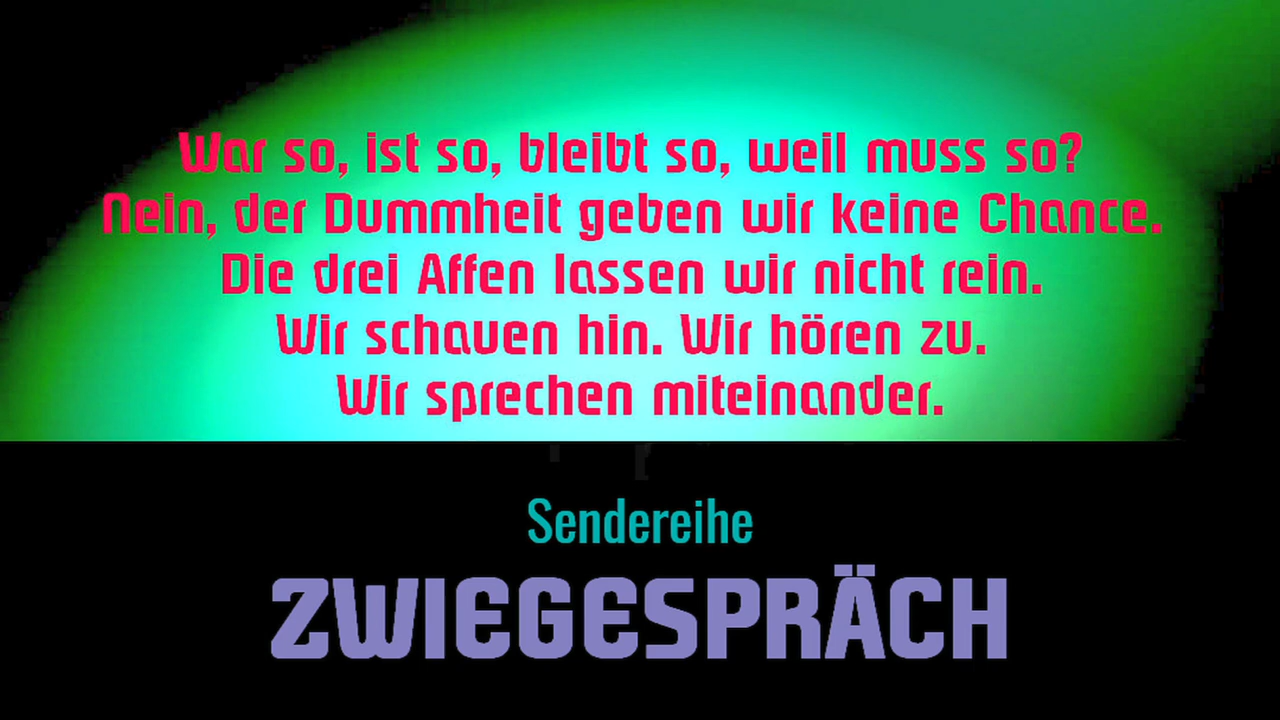 War so, ist so, bleibt so, weil muss so?
Nein, der Dummheit geben wir keine Chance.
Die drei Affen lassen wir nicht rein.
Wir schauen hin. Wir hören zu.
Wir sprechen miteinander.
Sendereihe
ZWIEGESPRÄCH